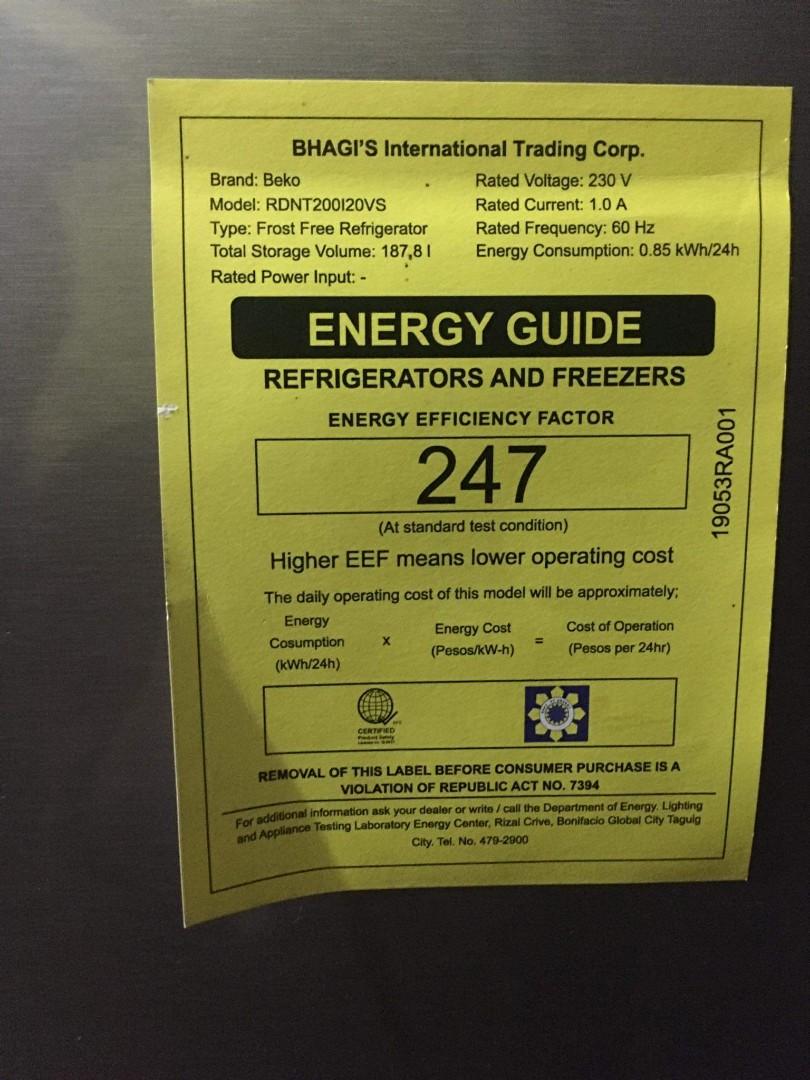 BHAGI'S International Trading Corp.
Brand: Beko
Rated Voltage: 230 V
Model: RDNT200I20VS
Rated Current: 1.0 A
Type: Frost Free Refrigerator
Rated Frequency: 60 Hz
Total Storage Volume: 187,8 l
Energy Consumption: 0.85 kWh/24h
Rated Power Input: -
ENERGY GUIDE
REFRIGERATORS AND FREEZERS
ENERGY EFFICIENCY FACTOR
247
19053RA001
(At standard test condition)
Higher EEF means lower operating cost
The daily operating cost of this model will be approximately;
Energy
Cosumption
(kWh/24h)
x
Energy Cost
(Pesos/kW-h)
=
Cost of Operation
(Pesos per 24hr)
CERTIFIED
Product Safety
REMOVAL OF THIS LABEL BEFORE CONSUMER PURCHASE IS A
VIOLATION OF REPUBLIC ACT NO. 7394
For additional information ask your dealer or write / call the Department of Energy. Lighting
and Appliance Testing Laboratory Energy Center, Rizal Crive, Bonifacio Global City Taguig
City. Tel. No. 479-2900